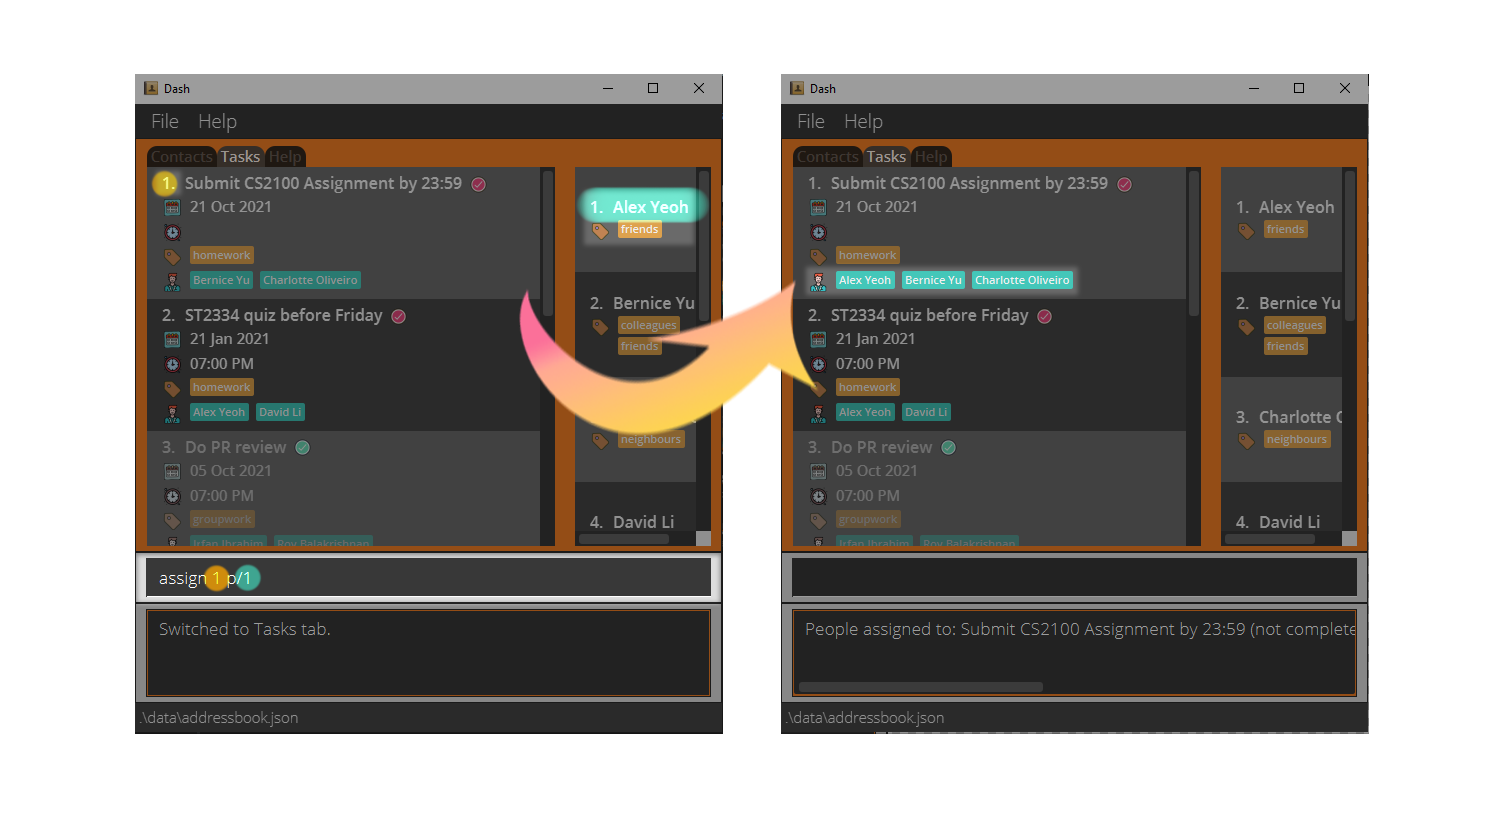 Dash
File Help
Contacts Tasks Help
1. Submit CS2100 Assignment by 23:59
21 Oct 2021
homework
Bernice Yu Charlotte Oliveiro
2. ST2334 quiz before Friday
21 Jan 2021
07:00 PM
homework
Alex Yeoh David Li
3. Do PR review
05 Oct 2021
07:00 PM
groupwork
Irfan Ibrahim Roy Balakrishnan
1. Alex Yeoh
friends
2. Bernice Yu
colleagues
friends
neighbours
4. David Li
assign 1 p/1
Switched to Tasks tab.
.\data\addressbook.json
Dash
File Help
Contacts Tasks Help
1. Submit CS2100 Assignment by 23:59
21 Oct 2021
homework
Alex Yeoh Bernice Yu Charlotte Oliveiro
2. ST2334 quiz before Friday
21 Jan 2021
07:00 PM
homework
Alex Yeoh David Li
3. Do PR review
05 Oct 2021
07:00 PM
groupwork
Irfan Ibrahim Roy Balakrishnan
1. Alex Yeoh
friends
2. Bernice Yu
colleagues
friends
3. Charlotte O
neighbours
4. David Li
People assigned to: Submit CS2100 Assignment by 23:59 (not complete
.\data\addressbook.json